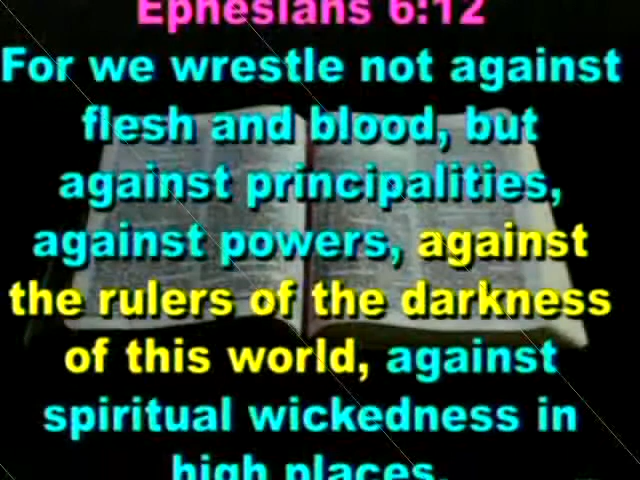 Ephesians 6:12
For we wrestle not against
flesh and blood, but
against principalities,
against powers, against
the rulers of the darkness
of this world, against
spiritual wickedness in
high places.